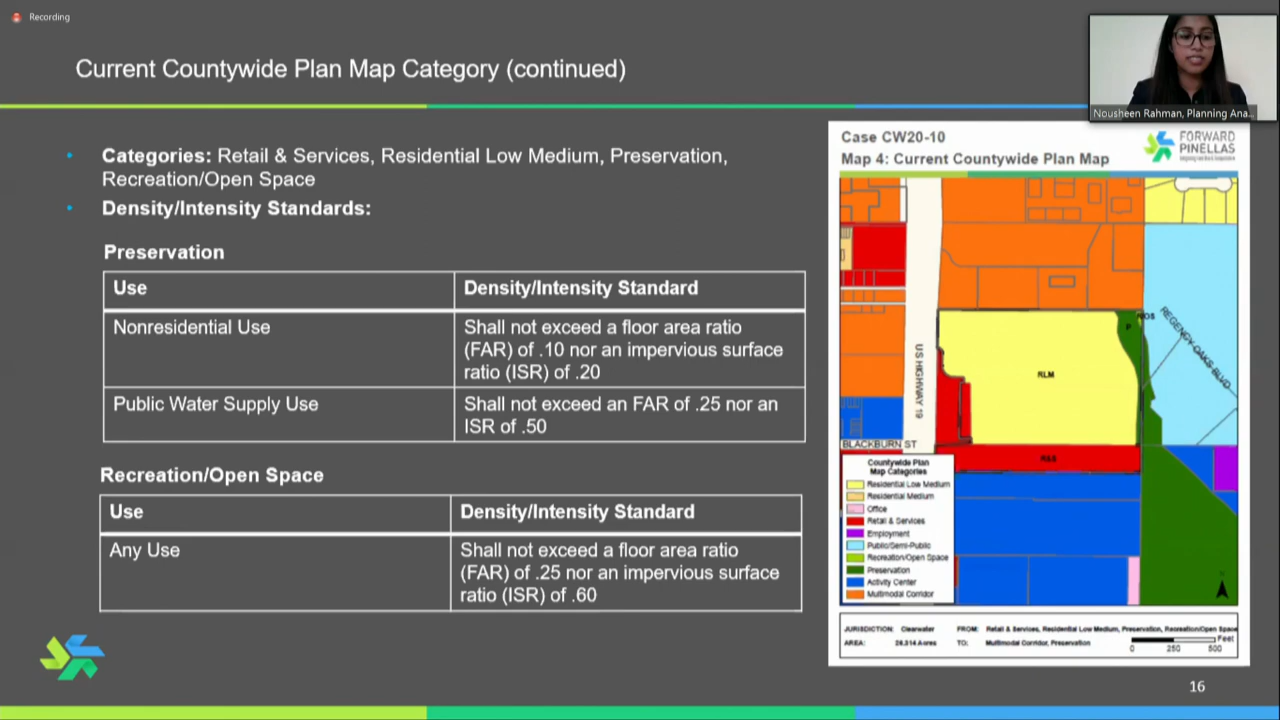 Recording
Current Countywide Plan Map Category (continued)
Nousheen Rahman, Planning Ana...
• Categories: Retail & Services, Residential Low Medium, Preservation,
Recreation/Open Space
• Density/Intensity Standards:
Preservation
Use
Density/Intensity Standard
Nonresidential Use
Shall not exceed a floor area ratio
(FAR) of .10 nor an impervious surface
ratio (ISR) of .20
Public Water Supply Use
Shall not exceed an FAR of .25 nor an
ISR of .50
Recreation/Open Space
Use
Density/Intensity Standard
Any Use
Shall not exceed a floor area ratio
(FAR) of .25 nor an impervious surface
ratio (ISR) of .60
Case CW20-10
Map 4: Current Countywide Plan Map
FORWARD
PINELLAS
P
R/OS
REGENCY OAKS BLVD
US HIGHWAY 19
RLM
BLACKBURN ST
R&S
Countywide Plan
Map Categories
Residential Low Medium
Residential Medium
Office
Retail & Services
Employment
Public/Semi-Public
Recreation/Open Space
Preservation
Activity Center
Multimodal Corridor
N
JURISDICTION: Clearwater
FROM: Retail & Services, Residential Low Medium, Preservation, Recreation/Open Space
AREA: 26.314 Acres
TO: Multimodal Corridor, Preservation
Feet
0 250 500
16